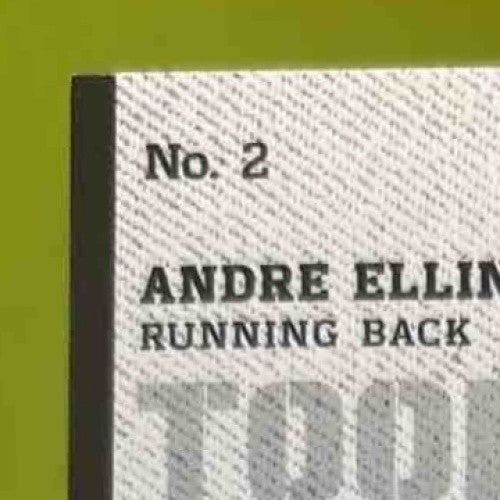 No. 2
ANDRE ELLIN
RUNNING BACK